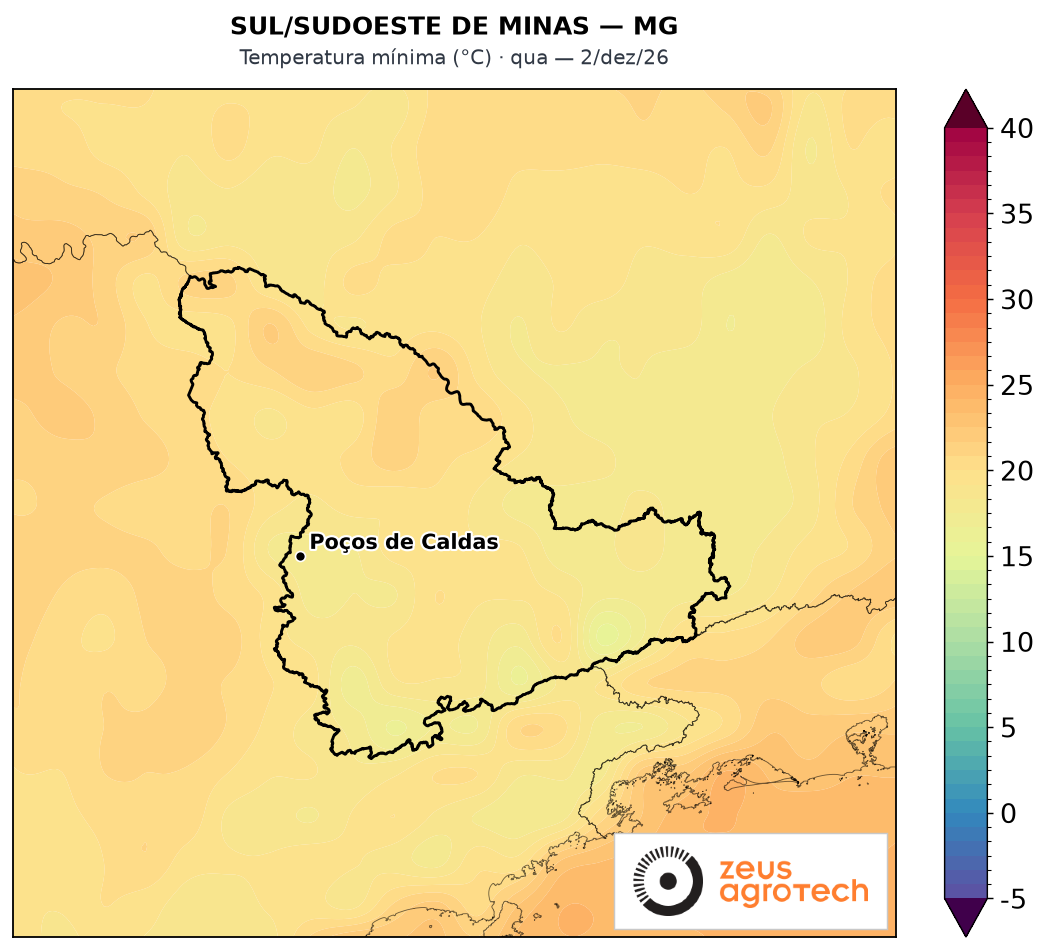 SUL/SUDOESTE DE MINAS — MG
Temperatura mínima (°C) · qua — 2/dez/26
40
35
30
25
20
15
10
5
0
-5
Poços de Caldas
zeus
agrotech